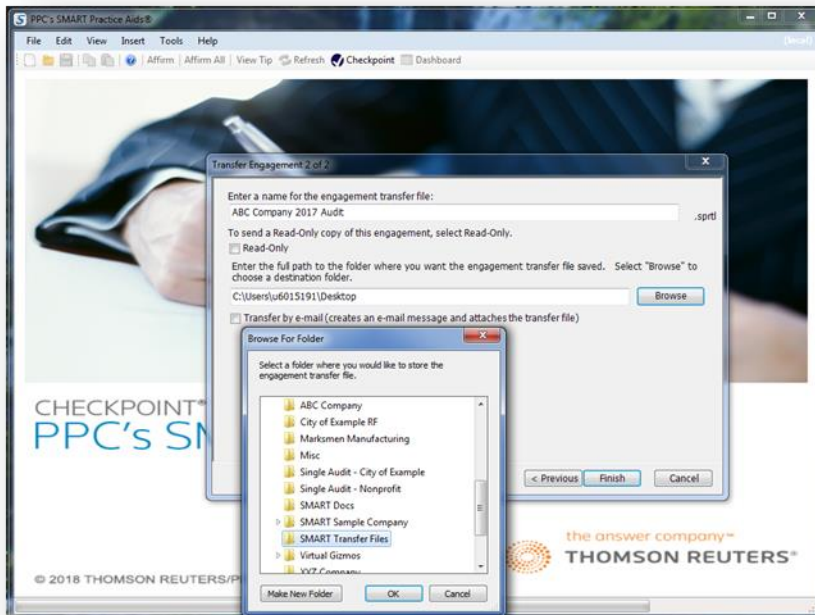 PPC's SMART Practice Aids®
File Edit View Insert Tools Help
(local)
Affirm Affirm All View Tip Refresh Checkpoint Dashboard
Transfer Engagement 2 of 2
Enter a name for the engagement transfer file:
ABC Company 2017 Audit
.sprtl
To send a Read-Only copy of this engagement, select Read-Only.
Read-Only
Enter the full path to the folder where you want the engagement transfer file saved. Select "Browse" to
choose a destination folder.
C:\Users\u6015191\Desktop
Browse
Transfer by e-mail (creates an e-mail message and attaches the transfer file)
Browse For Folder
Select a folder where you would like to store the
engagement transfer file.
ABC Company
City of Example RF
Marksmen Manufacturing
Misc
Single Audit - City of Example
Single Audit - Nonprofit
SMART Docs
SMART Sample Company
SMART Transfer Files
Virtual Gizmos
XYZ Company
Make New Folder OK Cancel
< Previous Finish Cancel
CHECKPOINT®
PPC's SM
the answer company™
THOMSON REUTERS®
© 2018 THOMSON REUTERS/P